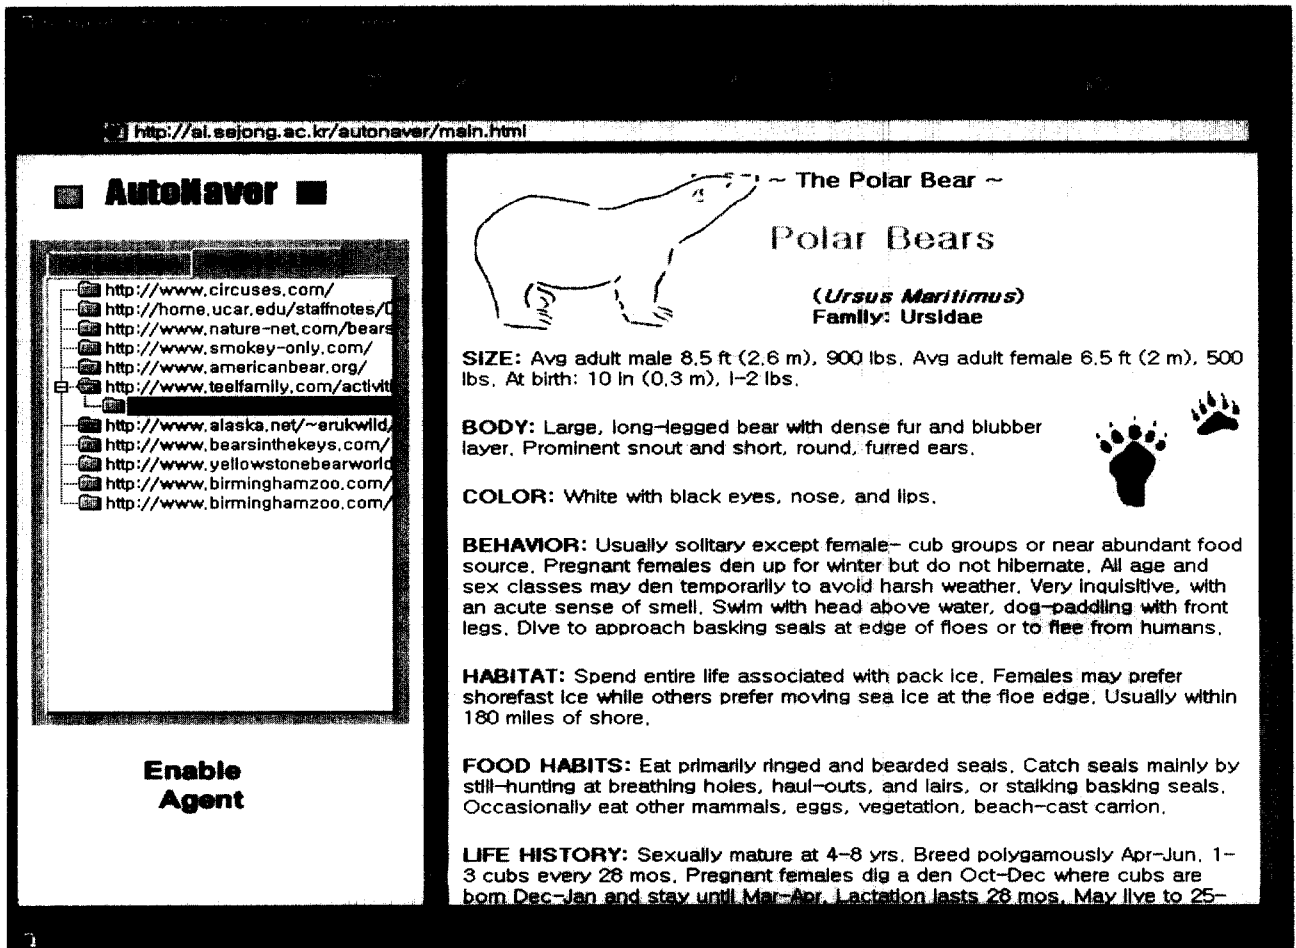 http://ai.sejong.ac.kr/autonaver/main.html
AutoNaver
http://www.circuses.com/
http://home.ucar.edu/staffnotes/
http://www.nature-net.com/bears
http://www.smokey-only.com/
http://www.americanbear.org/
http://www.teelfamily.com/activiti
http://www.alaska.net/~erukwild/
http://www.bearsinthekeys.com/
http://www.yellowstonebearworld
http://www.birminghamzoo.com/
http://www.birminghamzoo.com/
Enable
Agent
~ The Polar Bear ~
Polar Bears
(Ursus Maritimus)
Family: Ursidae
SIZE: Avg adult male 8.5 ft (2.6 m), 900 lbs. Avg adult female 6.5 ft (2 m), 500
lbs. At birth: 10 in (0.3 m), 1-2 lbs.
BODY: Large, long-legged bear with dense fur and blubber
layer. Prominent snout and short, round, furred ears.
COLOR: White with black eyes, nose, and lips.
BEHAVIOR: Usually solitary except female- cub groups or near abundant food
source. Pregnant females den up for winter but do not hibernate. All age and
sex classes may den temporarily to avoid harsh weather. Very inquisitive, with
an acute sense of smell. Swim with head above water, dog-paddling with front
legs. Dive to approach basking seals at edge of floes or to flee from humans.
HABITAT: Spend entire life associated with pack ice. Females may prefer
shorefast ice while others prefer moving sea ice at the floe edge. Usually within
180 miles of shore.
FOOD HABITS: Eat primarily ringed and bearded seals. Catch seals mainly by
still-hunting at breathing holes, haul-outs, and lairs, or stalking basking seals.
Occasionally eat other mammals, eggs, vegetation, beach-cast carrion.
LIFE HISTORY: Sexually mature at 4-8 yrs. Breed polygamously Apr-Jun. 1-
3 cubs every 28 mos. Pregnant females dig a den Oct-Dec where cubs are
born Dec-Jan and stay until Mar-Apr. Lactation lasts 28 mos. May live to 25-